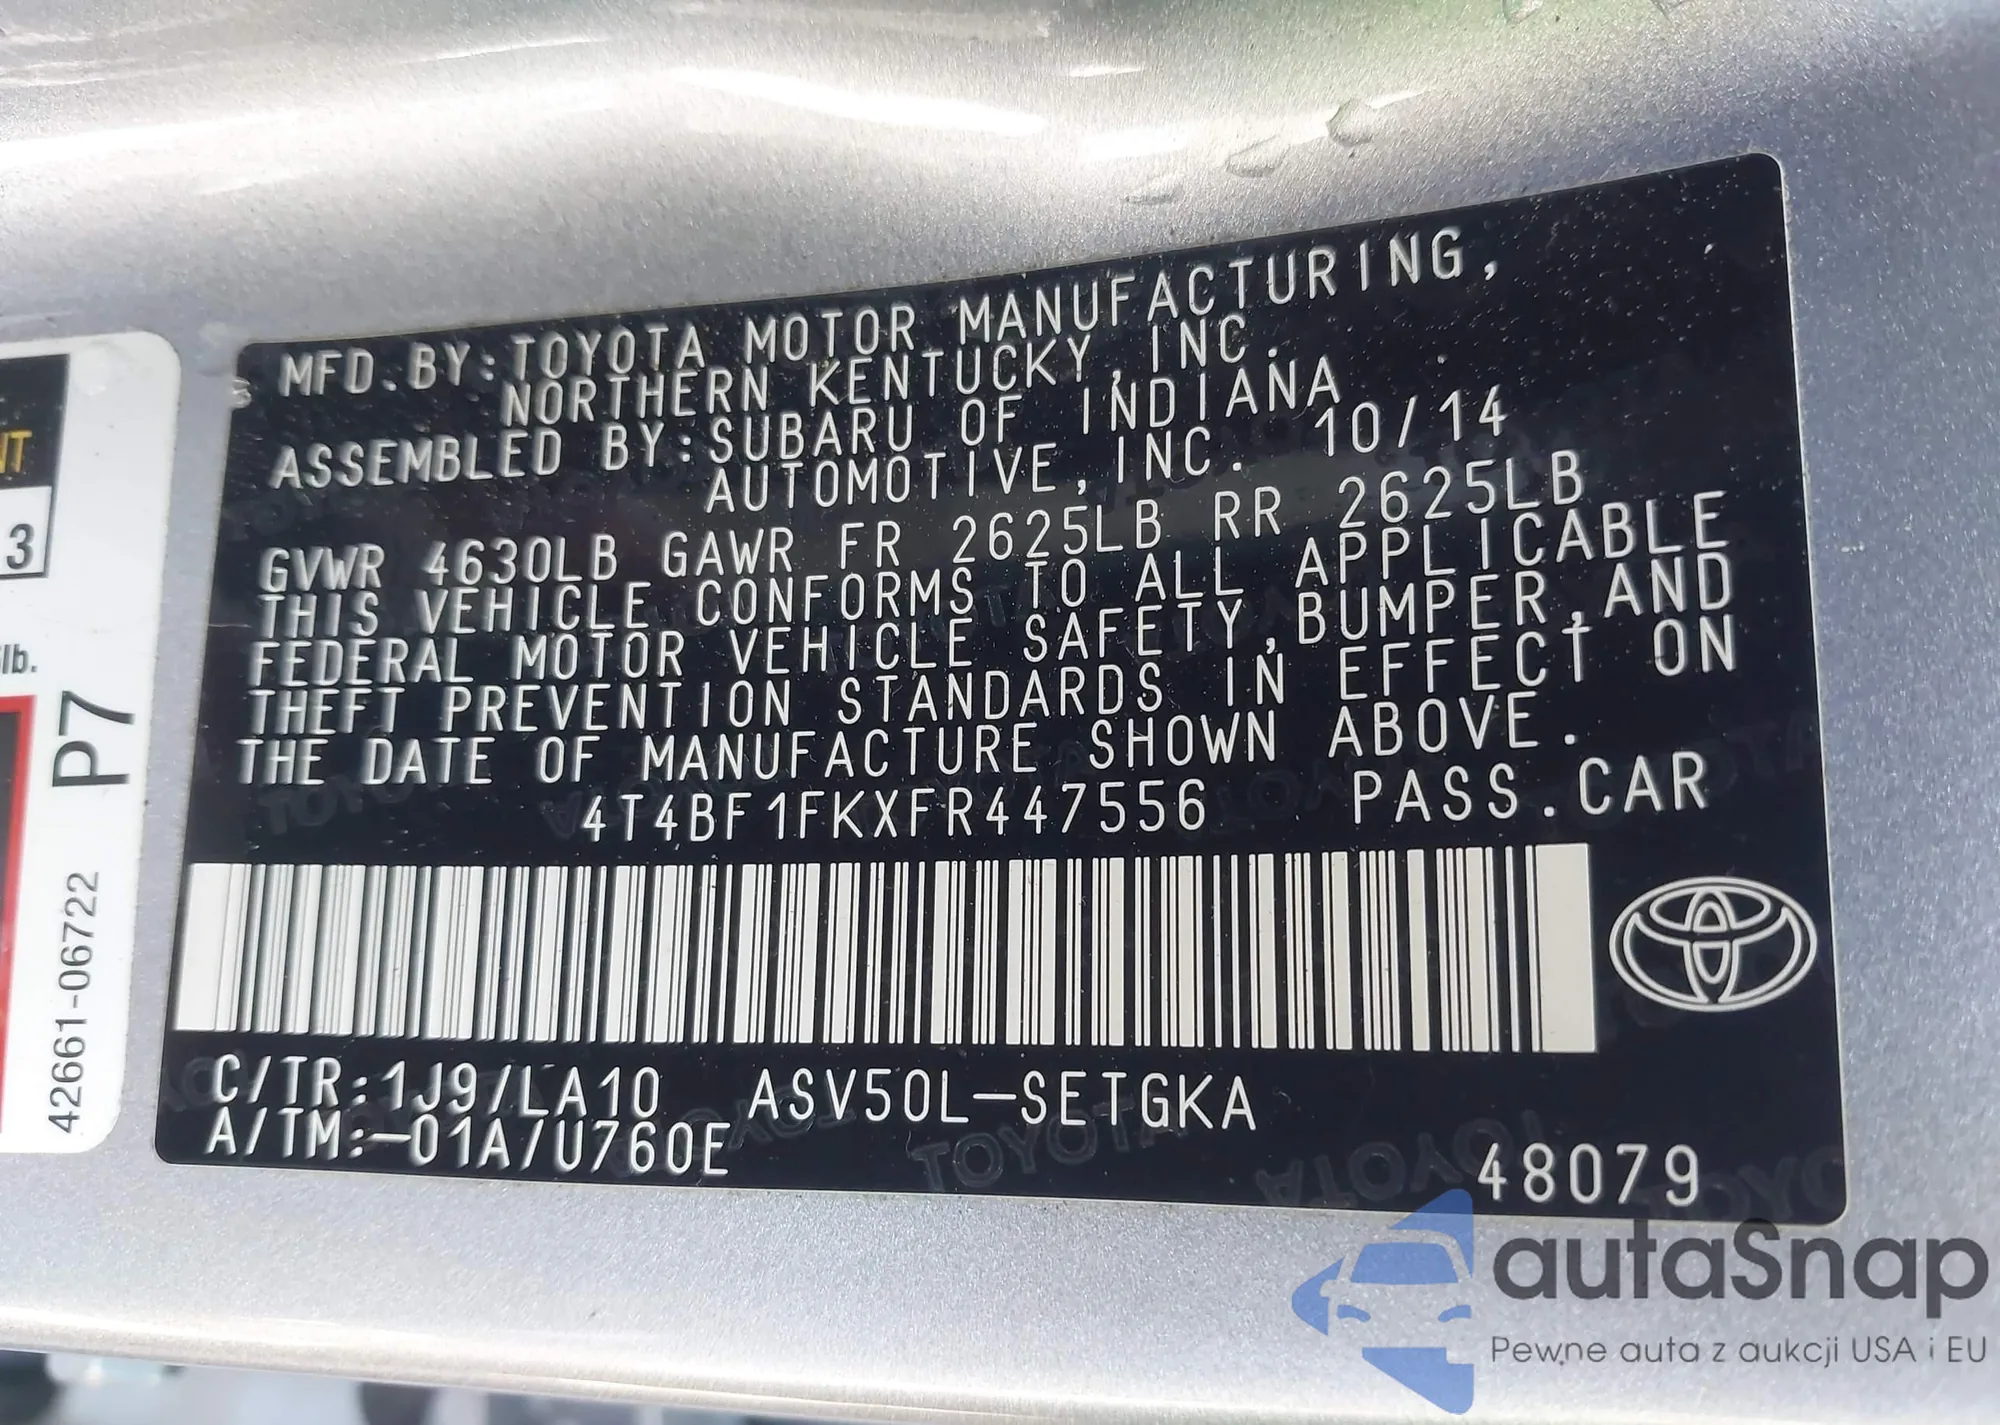 MFD.BY:TOYOTA MOTOR MANUFACTURING,
NORTHERN KENTUCKY,INC.
ASSEMBLED BY:SUBARU OF INDIANA
AUTOMOTIVE,INC. 10/14
GVWR 4630LB GAWR FR 2625LB RR 2625LB
THIS VEHICLE CONFORMS TO ALL APPLICABLE
FEDERAL MOTOR VEHICLE SAFETY,BUMPER,AND
THEFT PREVENTION STANDARDS IN EFFECT ON
THE DATE OF MANUFACTURE SHOWN ABOVE.
4T4BF1FKXFR447556 PASS.CAR
C/TR:1J9/LA10 ASV50L-SETGKA
A/TM:-01A/U760E
48079
NT
3
lb.
P7
42661-06722
autaSnap
Pewne auta z aukcji USA i EU